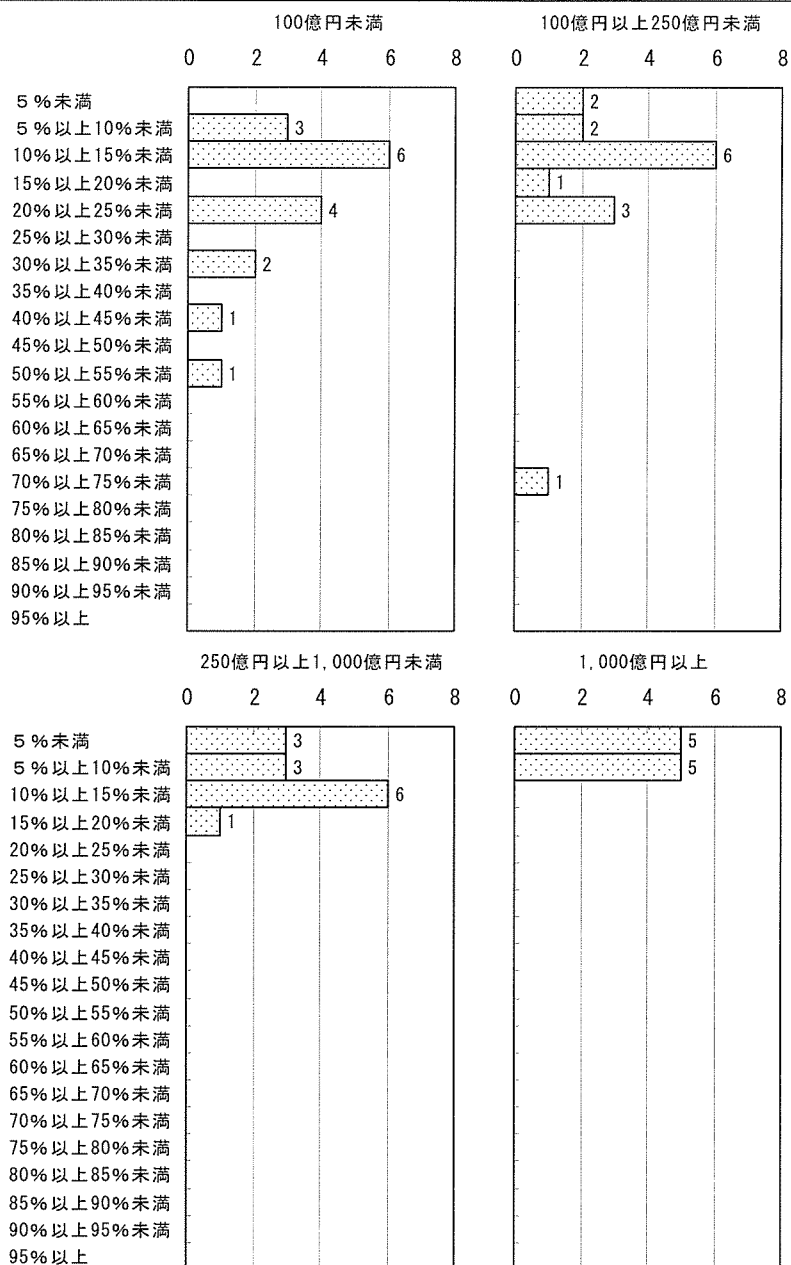 100億円未満 100億円以上250億円未満
0 2 4 6 8 0 2 4 6 8
5%未満 2
5%以上10%未満 3 2
10%以上15%未満 6 6
15%以上20%未満 1
20%以上25%未満 4 3
25%以上30%未満
30%以上35%未満 2
35%以上40%未満
40%以上45%未満 1
45%以上50%未満
50%以上55%未満 1
55%以上60%未満
60%以上65%未満
65%以上70%未満
70%以上75%未満 1
75%以上80%未満
80%以上85%未満
85%以上90%未満
90%以上95%未満
95%以上
250億円以上1,000億円未満 1,000億円以上
0 2 4 6 8 0 2 4 6 8
5%未満 3 5
5%以上10%未満 3 5
10%以上15%未満 6
15%以上20%未満 1
20%以上25%未満
25%以上30%未満
30%以上35%未満
35%以上40%未満
40%以上45%未満
45%以上50%未満
50%以上55%未満
55%以上60%未満
60%以上65%未満
65%以上70%未満
70%以上75%未満
75%以上80%未満
80%以上85%未満
85%以上90%未満
90%以上95%未満
95%以上